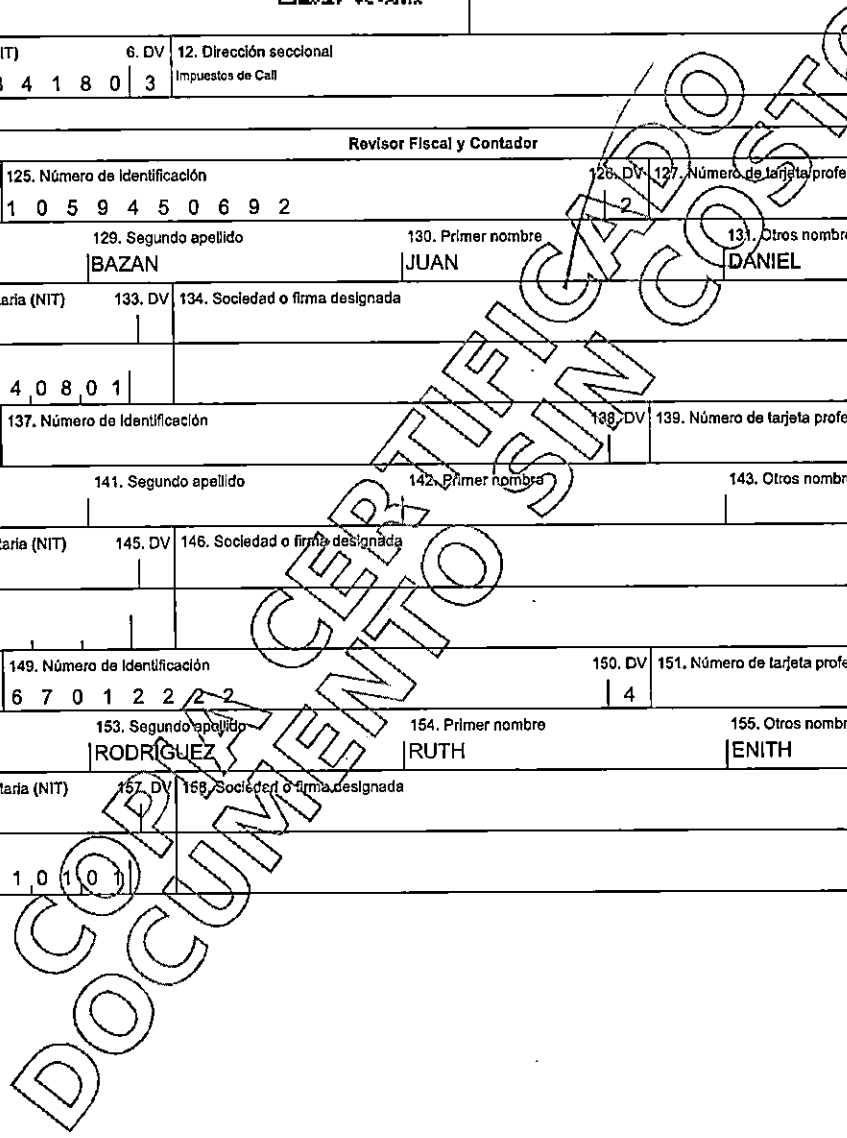 IT) 6. DV 12. Dirección seccional
4 1 8 0 3 Impuestos de Cali
Revisor Fiscal y Contador
125. Número de identificación 126. DV 127. Número de tarjeta profe
1 0 5 9 4 5 0 6 9 2 2
129. Segundo apellido 130. Primer nombre 131. Otros nombre
BAZAN JUAN DANIEL
taria (NIT) 133. DV 134. Sociedad o firma designada
4 0 8 0 1
137. Número de identificación 138. DV 139. Número de tarjeta profe
141. Segundo apellido 142. Primer nombre 143. Otros nombre
taria (NIT) 145. DV 146. Sociedad o firma designada
149. Número de identificación 150. DV 151. Número de tarjeta profe
6 7 0 1 2 2 2 2 4
153. Segundo apellido 154. Primer nombre 155. Otros nombr
RODRIGUEZ RUTH ENITH
taria (NIT) 157. DV 158. Sociedad o firma designada
1 0 1 0 1
COPIA CERTIFICADO
DOCUMENTO SIN COSTO